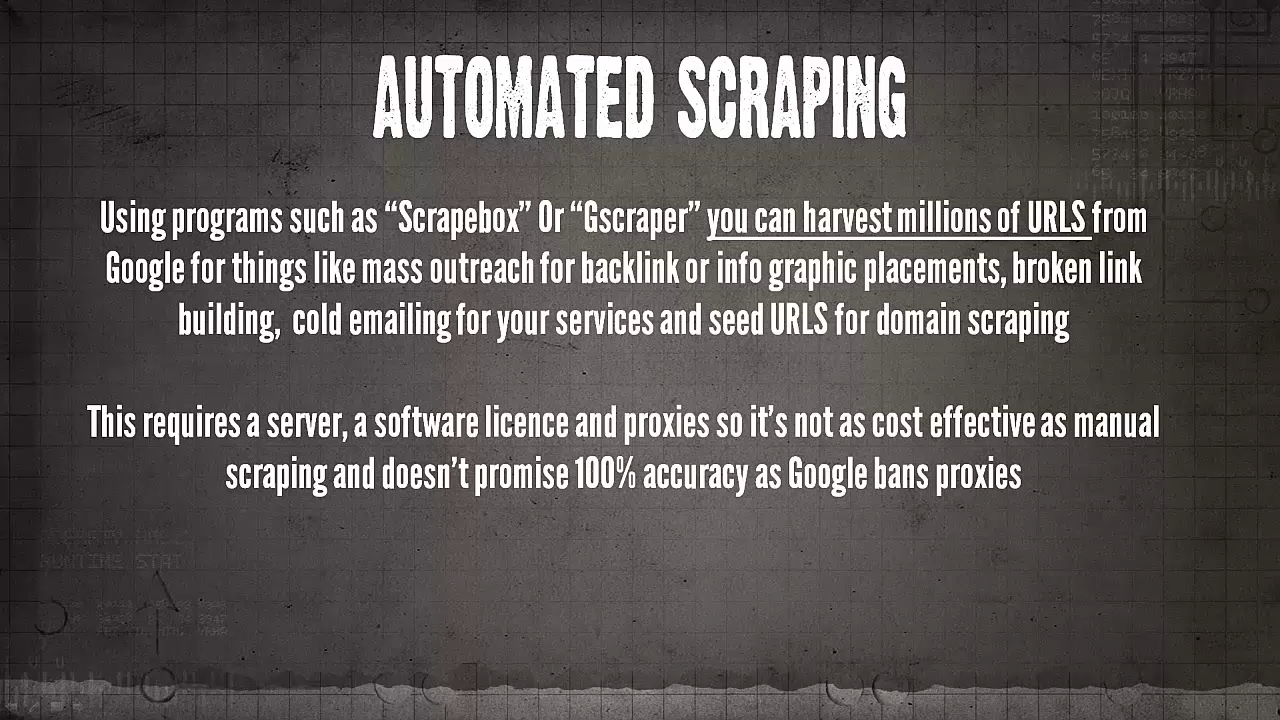 AUTOMATED SCRAPING
Using programs such as “Scrapebox” Or “Gscraper” you can harvest millions of URLS from
Google for things like mass outreach for backlink or info graphic placements, broken link
building, cold emailing for your services and seed URLS for domain scraping
This requires a server, a software licence and proxies so it’s not as cost effective as manual
scraping and doesn’t promise 100% accuracy as Google bans proxies
RUNTIME STAT